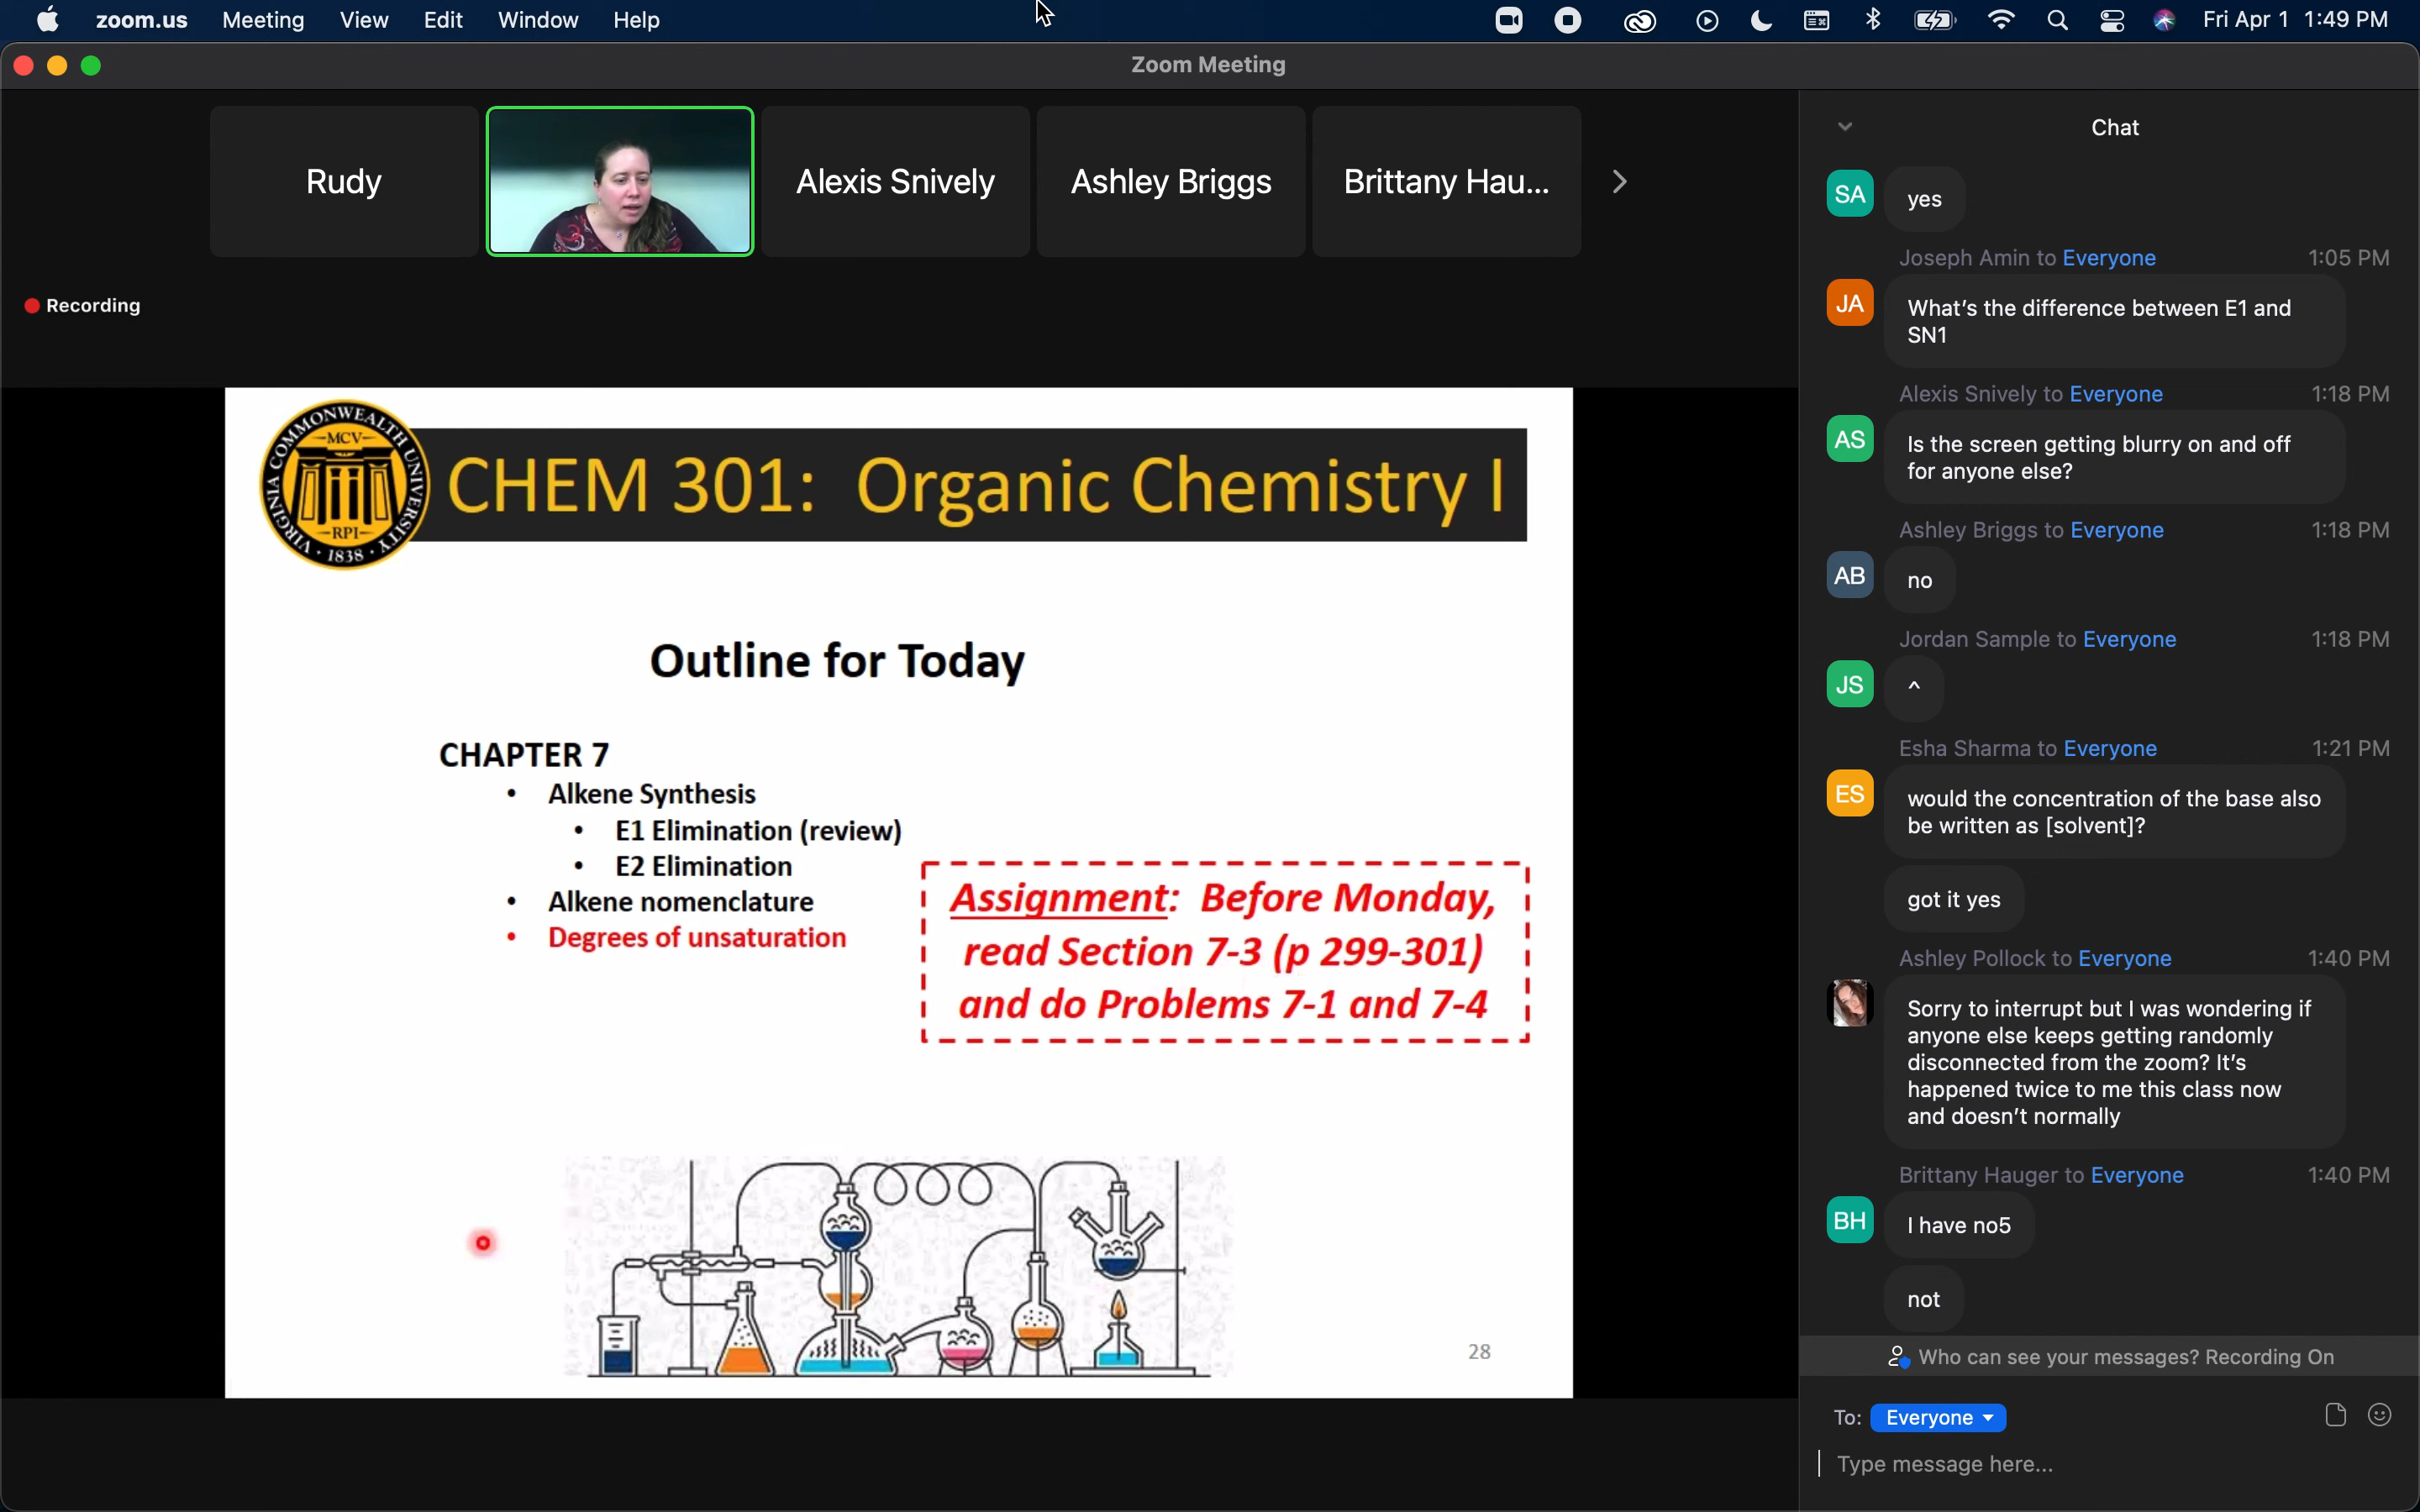 zoom.us Meeting View Edit Window Help Fri Apr 1 1:49 PM
Zoom Meeting
Rudy
Alexis Snively
Ashley Briggs
Brittany Hau...
Recording
VIRGINIA COMMONWEALTH UNIVERSITY
MCV
RPI
1838
CHEM 301: Organic Chemistry I
Outline for Today
CHAPTER 7
• Alkene Synthesis
• E1 Elimination (review)
• E2 Elimination
• Alkene nomenclature
• Degrees of unsaturation
Assignment: Before Monday,
read Section 7-3 (p 299-301)
and do Problems 7-1 and 7-4
28
Chat
SA
yes
Joseph Amin to Everyone 1:05 PM
JA
What's the difference between E1 and
SN1
Alexis Snively to Everyone 1:18 PM
AS
Is the screen getting blurry on and off
for anyone else?
Ashley Briggs to Everyone 1:18 PM
AB
no
Jordan Sample to Everyone 1:18 PM
JS
^
Esha Sharma to Everyone 1:21 PM
ES
would the concentration of the base also
be written as [solvent]?
got it yes
Ashley Pollock to Everyone 1:40 PM
Sorry to interrupt but I was wondering if
anyone else keeps getting randomly
disconnected from the zoom? It's
happened twice to me this class now
and doesn't normally
Brittany Hauger to Everyone 1:40 PM
BH
I have no5
not
Who can see your messages? Recording On
To: Everyone
Type message here...